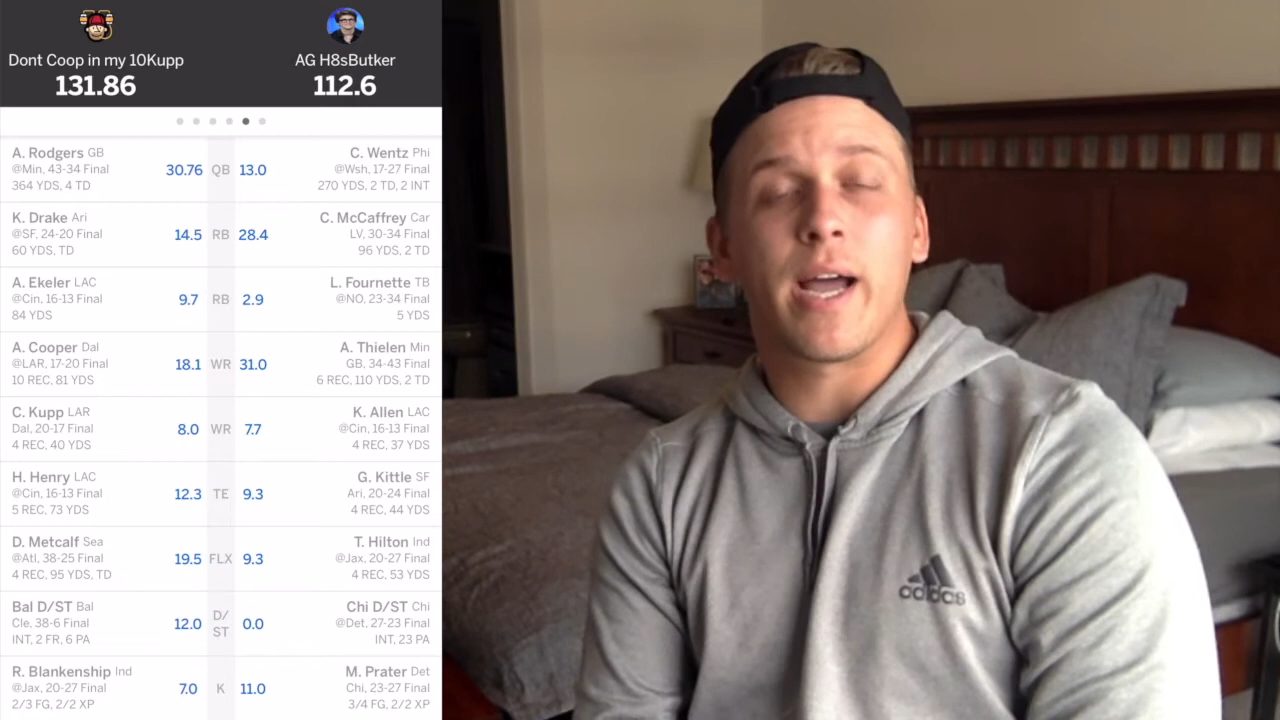 Dont Coop in my 10Kupp
131.86
AG H8sButker
112.6
A. Rodgers GB
@Min, 43-34 Final
364 YDS, 4 TD
30.76 QB 13.0
C. Wentz Phi
@Wsh, 17-27 Final
270 YDS, 2 TD, 2 INT
K. Drake Ari
@SF, 24-20 Final
60 YDS, TD
14.5 RB 28.4
C. McCaffrey Car
LV, 30-34 Final
96 YDS, 2 TD
A. Ekeler LAC
@Cin, 16-13 Final
84 YDS
9.7 RB 2.9
L. Fournette TB
@NO, 23-34 Final
5 YDS
A. Cooper Dal
@LAR, 17-20 Final
10 REC, 81 YDS
18.1 WR 31.0
A. Thielen Min
GB, 34-43 Final
6 REC, 110 YDS, 2 TD
C. Kupp LAR
Dal, 20-17 Final
4 REC, 40 YDS
8.0 WR 7.7
K. Allen LAC
@Cin, 16-13 Final
4 REC, 37 YDS
H. Henry LAC
@Cin, 16-13 Final
5 REC, 73 YDS
12.3 TE 9.3
G. Kittle SF
Ari, 20-24 Final
4 REC, 44 YDS
D. Metcalf Sea
@Atl, 38-25 Final
4 REC, 95 YDS, TD
19.5 FLX 9.3
T. Hilton Ind
@Jax, 20-27 Final
4 REC, 53 YDS
Bal D/ST Bal
Cle, 38-6 Final
INT, 2 FR, 6 PA
12.0 D/ST 0.0
Chi D/ST Chi
@Det, 27-23 Final
INT, 23 PA
R. Blankenship Ind
@Jax, 20-27 Final
2/3 FG, 2/2 XP
7.0 K 11.0
M. Prater Det
Chi, 23-27 Final
3/4 FG, 2/2 XP
adidas